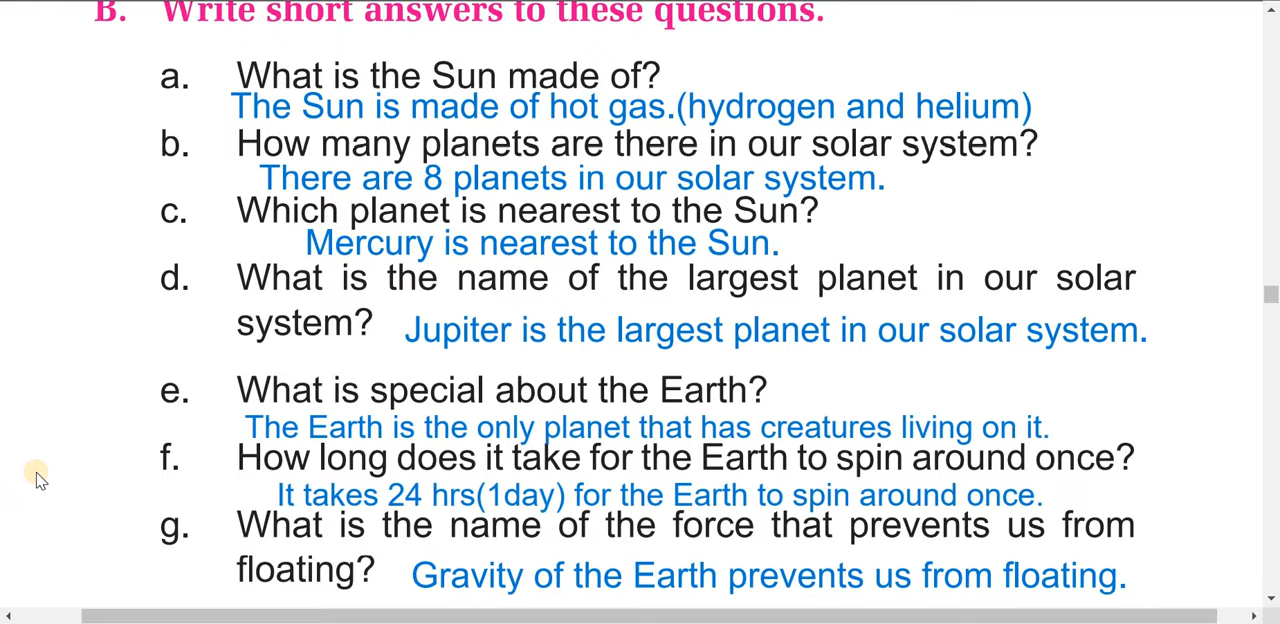 B. Write short answers to these questions.
a. What is the Sun made of?
The Sun is made of hot gas.(hydrogen and helium)
b. How many planets are there in our solar system?
There are 8 planets in our solar system.
c. Which planet is nearest to the Sun?
Mercury is nearest to the Sun.
d. What is the name of the largest planet in our solar
system? Jupiter is the largest planet in our solar system.
e. What is special about the Earth?
The Earth is the only planet that has creatures living on it.
f. How long does it take for the Earth to spin around once?
It takes 24 hrs(1day) for the Earth to spin around once.
g. What is the name of the force that prevents us from
floating? Gravity of the Earth prevents us from floating.